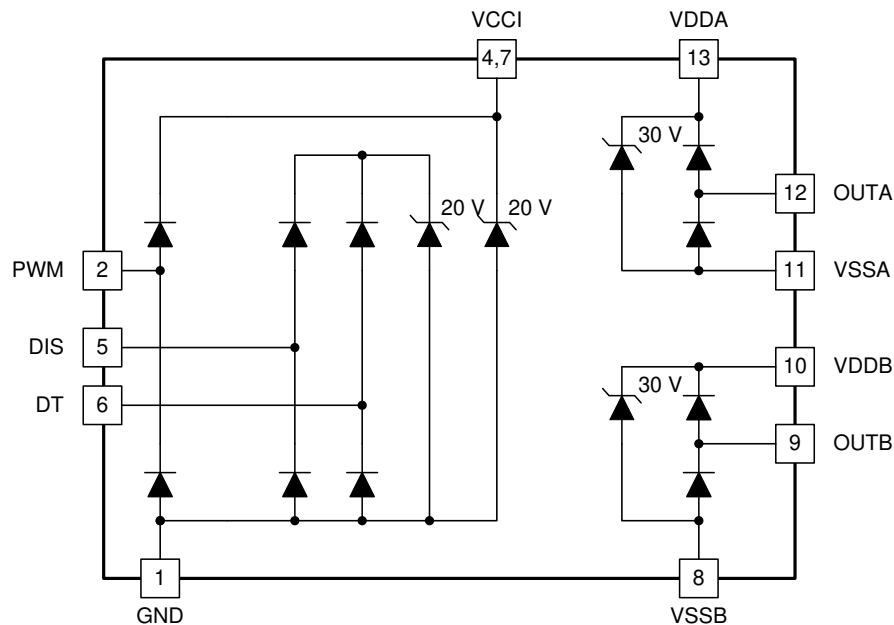 VCCI
VDDA
4,7
13
30 V
12
OUTA
20 V
20 V
PWM
2
11
VSSA
DIS
5
10
VDDB
30 V
DT
6
9
OUTB
1
8
GND
VSSB